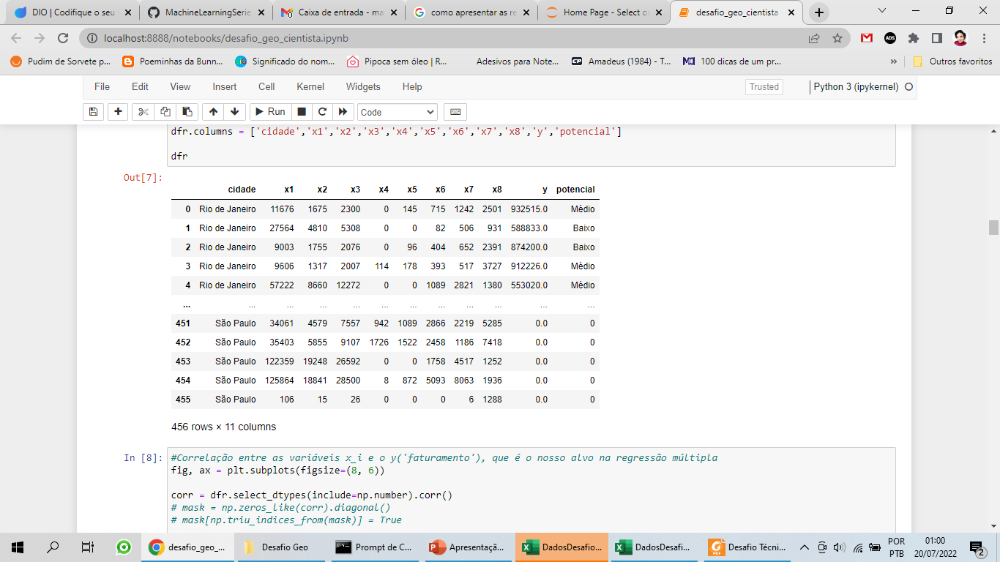 DIO | Codifique o seu
MachineLearningSerie
Caixa de entrada - ma
como apresentar as re
Home Page - Select o
desafio_geo_cientista
localhost:8888/notebooks/desafio_geo_cientista.ipynb
ADS
Pudim de Sorvete p...
Poeminhas da Bunn...
Significado do nom...
Pipoca sem óleo | R...
Adesivos para Note...
Amadeus (1984) - T...
100 dicas de um pr...
»
Outros favoritos
File Edit View Insert Cell Kernel Widgets Help
Trusted
Python 3 (ipykernel)
Run
Code
dfr.columns = ['cidade','x1','x2','x3','x4','x5','x6','x7','x8','y','potencial']
dfr
Out[7]:
cidade x1 x2 x3 x4 x5 x6 x7 x8 y potencial
0 Rio de Janeiro 11676 1675 2300 0 145 715 1242 2501 932515.0 Médio
1 Rio de Janeiro 27564 4810 5308 0 0 82 506 931 588833.0 Baixo
2 Rio de Janeiro 9003 1755 2076 0 96 404 652 2391 874200.0 Baixo
3 Rio de Janeiro 9606 1317 2007 114 178 393 517 3727 912226.0 Médio
4 Rio de Janeiro 57222 8660 12272 0 0 1089 2821 1380 553020.0 Médio
... ... ... ... ... ... ... ... ... ... ... ...
451 São Paulo 34061 4579 7557 942 1089 2866 2219 5285 0.0 0
452 São Paulo 35403 5855 9107 1726 1522 2458 1186 7418 0.0 0
453 São Paulo 122359 19248 26592 0 0 1758 4517 1252 0.0 0
454 São Paulo 125864 18841 28500 8 872 5093 8063 1936 0.0 0
455 São Paulo 106 15 26 0 0 0 6 1288 0.0 0
456 rows × 11 columns
In [8]:
#Correlação entre as variáveis x_i e o y('faturamento'), que é o nosso alvo na regressão múltipla
fig, ax = plt.subplots(figsize=(8, 6))
corr = dfr.select_dtypes(include=np.number).corr()
# mask = np.zeros_like(corr).diagonal()
# mask[np.triu_indices_from(mask)] = True
desafio_geo_...
Desafio Geo
Prompt de C...
Apresentaçã...
DadosDesafio...
DadosDesafi...
Desafio Técni...
POR
PTB
01:00
20/07/2022
2